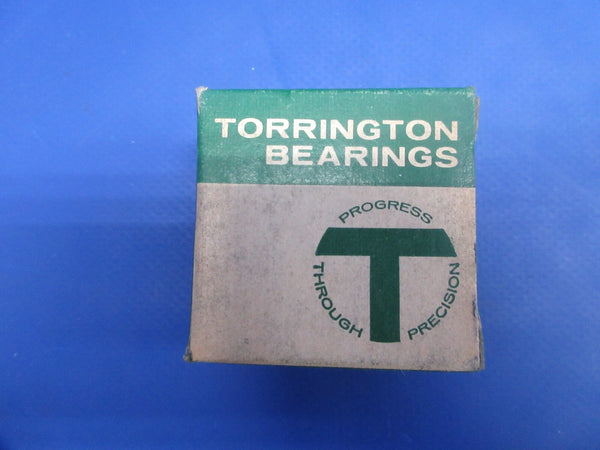 TORRINGTON
BEARINGS
PROGRESS
THROUGH
PRECISION
T